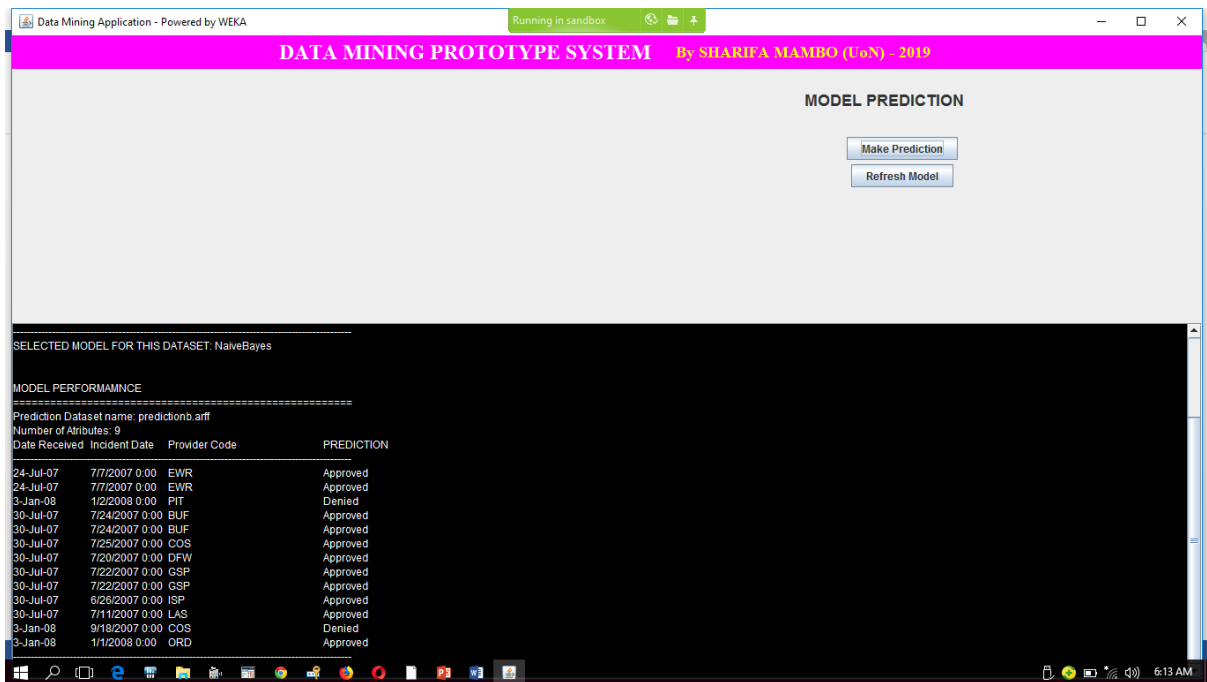 Data Mining Application - Powered by WEKA
Running in sandbox
DATA MINING PROTOTYPE SYSTEM By SHARIFA MAMBO (UoN) - 2019
MODEL PREDICTION
Make Prediction
Refresh Model
SELECTED MODEL FOR THIS DATASET: NaiveBayes
MODEL PERFORMAMNCE
======================================================
Prediction Dataset name: predictionb.arff
Number of Atributes: 9
Date Received Incident Date Provider Code PREDICTION
24-Jul-07 7/7/2007 0:00 EWR Approved
24-Jul-07 7/7/2007 0:00 EWR Approved
3-Jan-08 1/2/2008 0:00 PIT Denied
30-Jul-07 7/24/2007 0:00 BUF Approved
30-Jul-07 7/24/2007 0:00 BUF Approved
30-Jul-07 7/25/2007 0:00 COS Approved
30-Jul-07 7/20/2007 0:00 DFW Approved
30-Jul-07 7/22/2007 0:00 GSP Approved
30-Jul-07 7/22/2007 0:00 GSP Approved
30-Jul-07 6/26/2007 0:00 ISP Approved
30-Jul-07 7/11/2007 0:00 LAS Approved
3-Jan-08 9/18/2007 0:00 COS Denied
3-Jan-08 1/1/2008 0:00 ORD Approved
6:13 AM